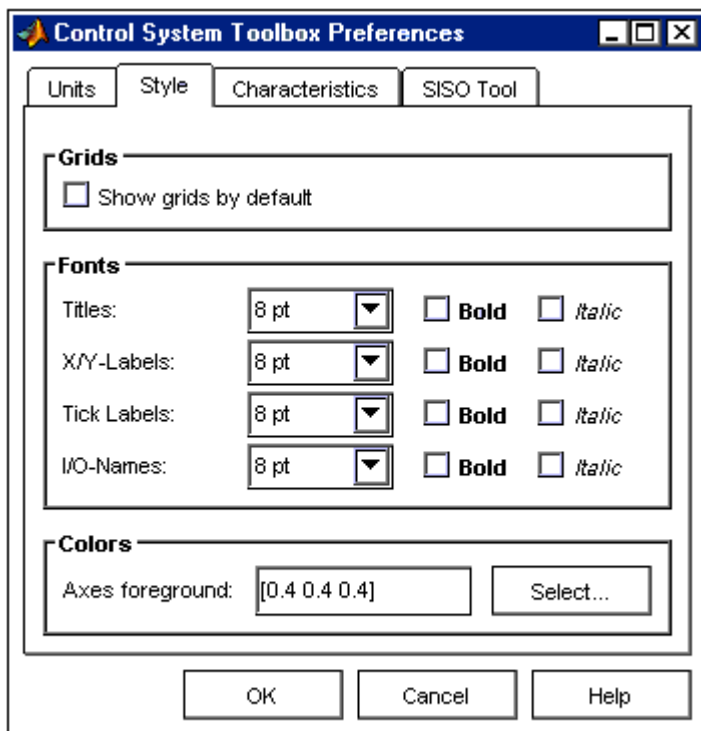 Control System Toolbox Preferences
Units Style Characteristics SISO Tool
Grids
Show grids by default
Fonts
Titles: 8 pt Bold Italic
X/Y-Labels: 8 pt Bold Italic
Tick Labels: 8 pt Bold Italic
I/O-Names: 8 pt Bold Italic
Colors
Axes foreground: [0.4 0.4 0.4] Select...
OK Cancel Help